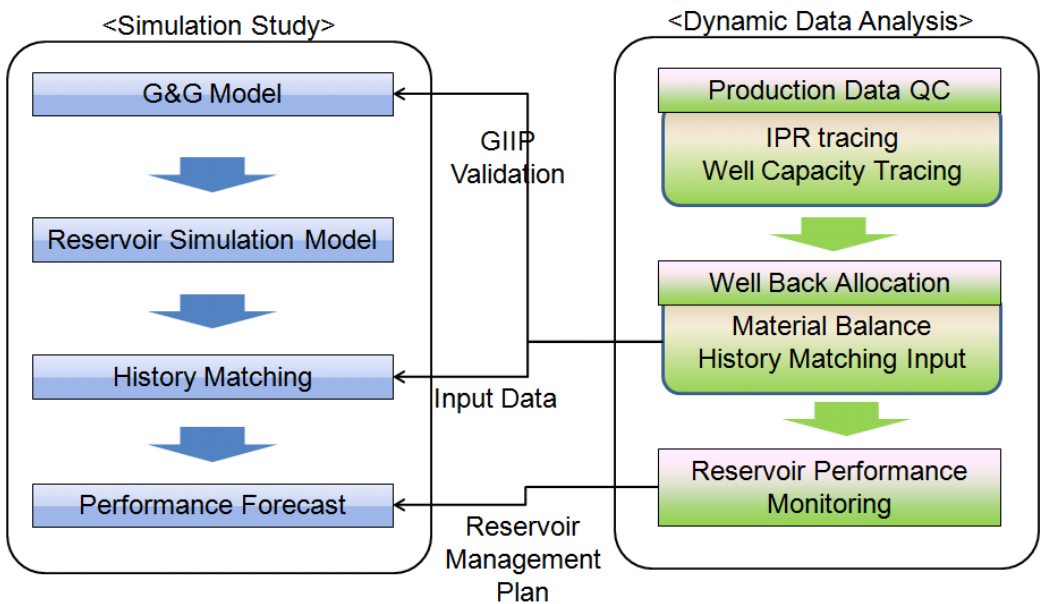 <Simulation Study>
G&G Model
Reservoir Simulation Model
History Matching
Performance Forecast
GIIP
Validation
Input Data
Reservoir
Management
Plan
<Dynamic Data Analysis>
Production Data QC
IPR tracing
Well Capacity Tracing
Well Back Allocation
Material Balance
History Matching Input
Reservoir Performance
Monitoring